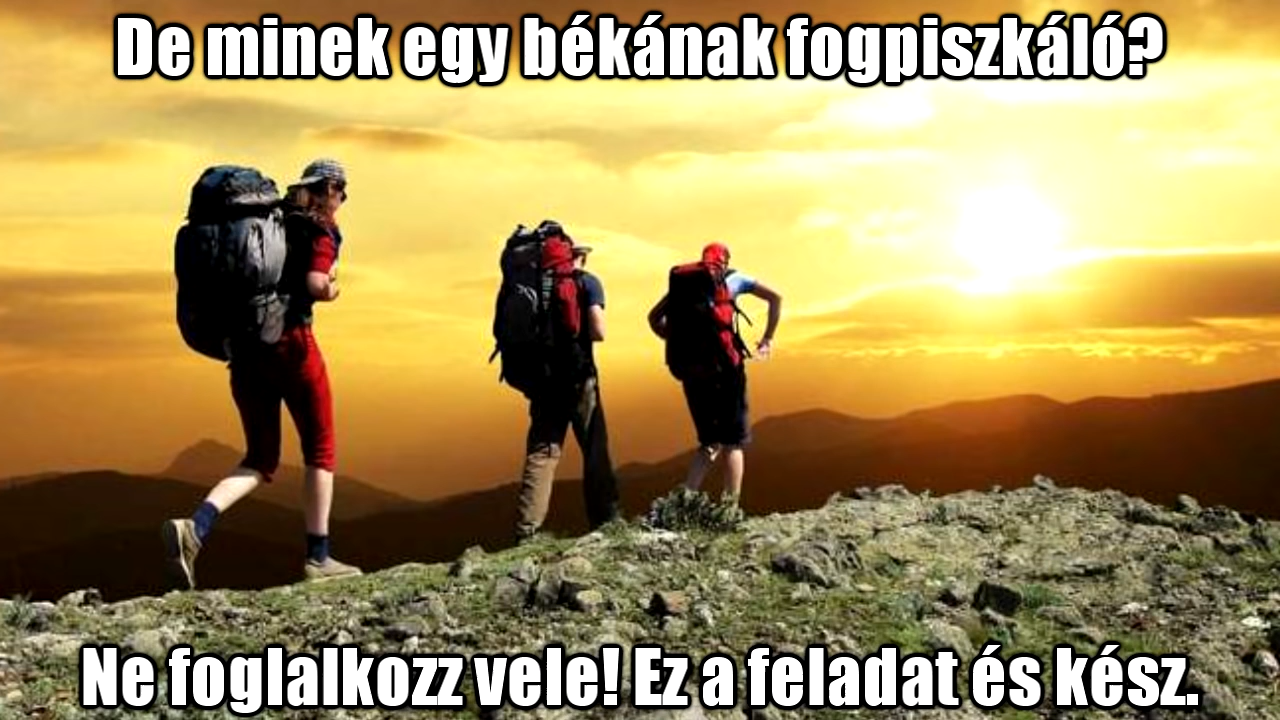 De minek egy békának fogpiszkáló?
Ne foglalkozz vele! Ez a feladat és kész.